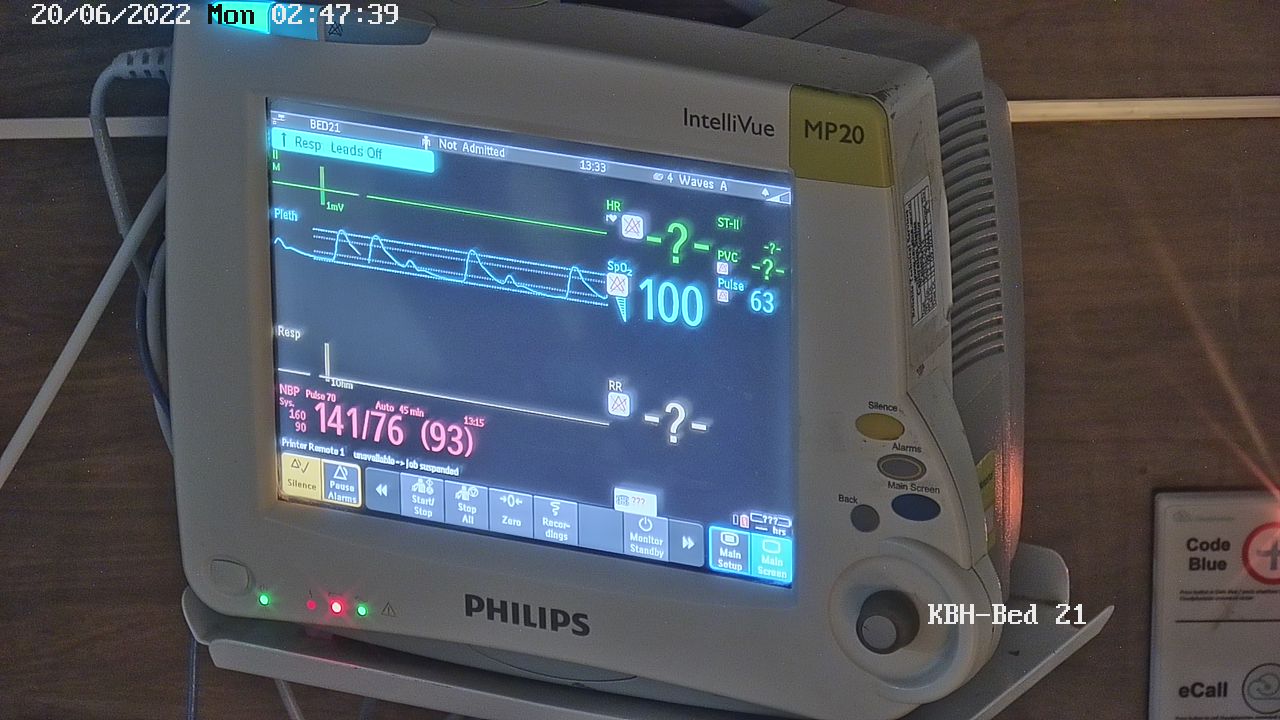 20/06/2022 Mon 02:47:39
IntelliVue
MP20
BED21
Not Admitted
13:33
4 Waves A
Resp Leads Off
II
M
1mV
HR
-?-
ST-II
-?-
PVC
-?-
Pleth
SpO₂
100
Pulse
63
Resp
1Ohm
RR
-?-
NBP
Pulse 70
Auto 45 min
13:15
Sys.
160
90
141/76 (93)
Printer Remote 1 unavailable -> job suspended
Silence
Pause Alarms
Start/ Stop
Stop All
Zero
Recor- dings
???
Monitor Standby
Main Setup
Main Screen
-???- hrs
Silence
Alarms
Main Screen
Back
PHILIPS
KBH-Bed 21
Code
Blue
eCall